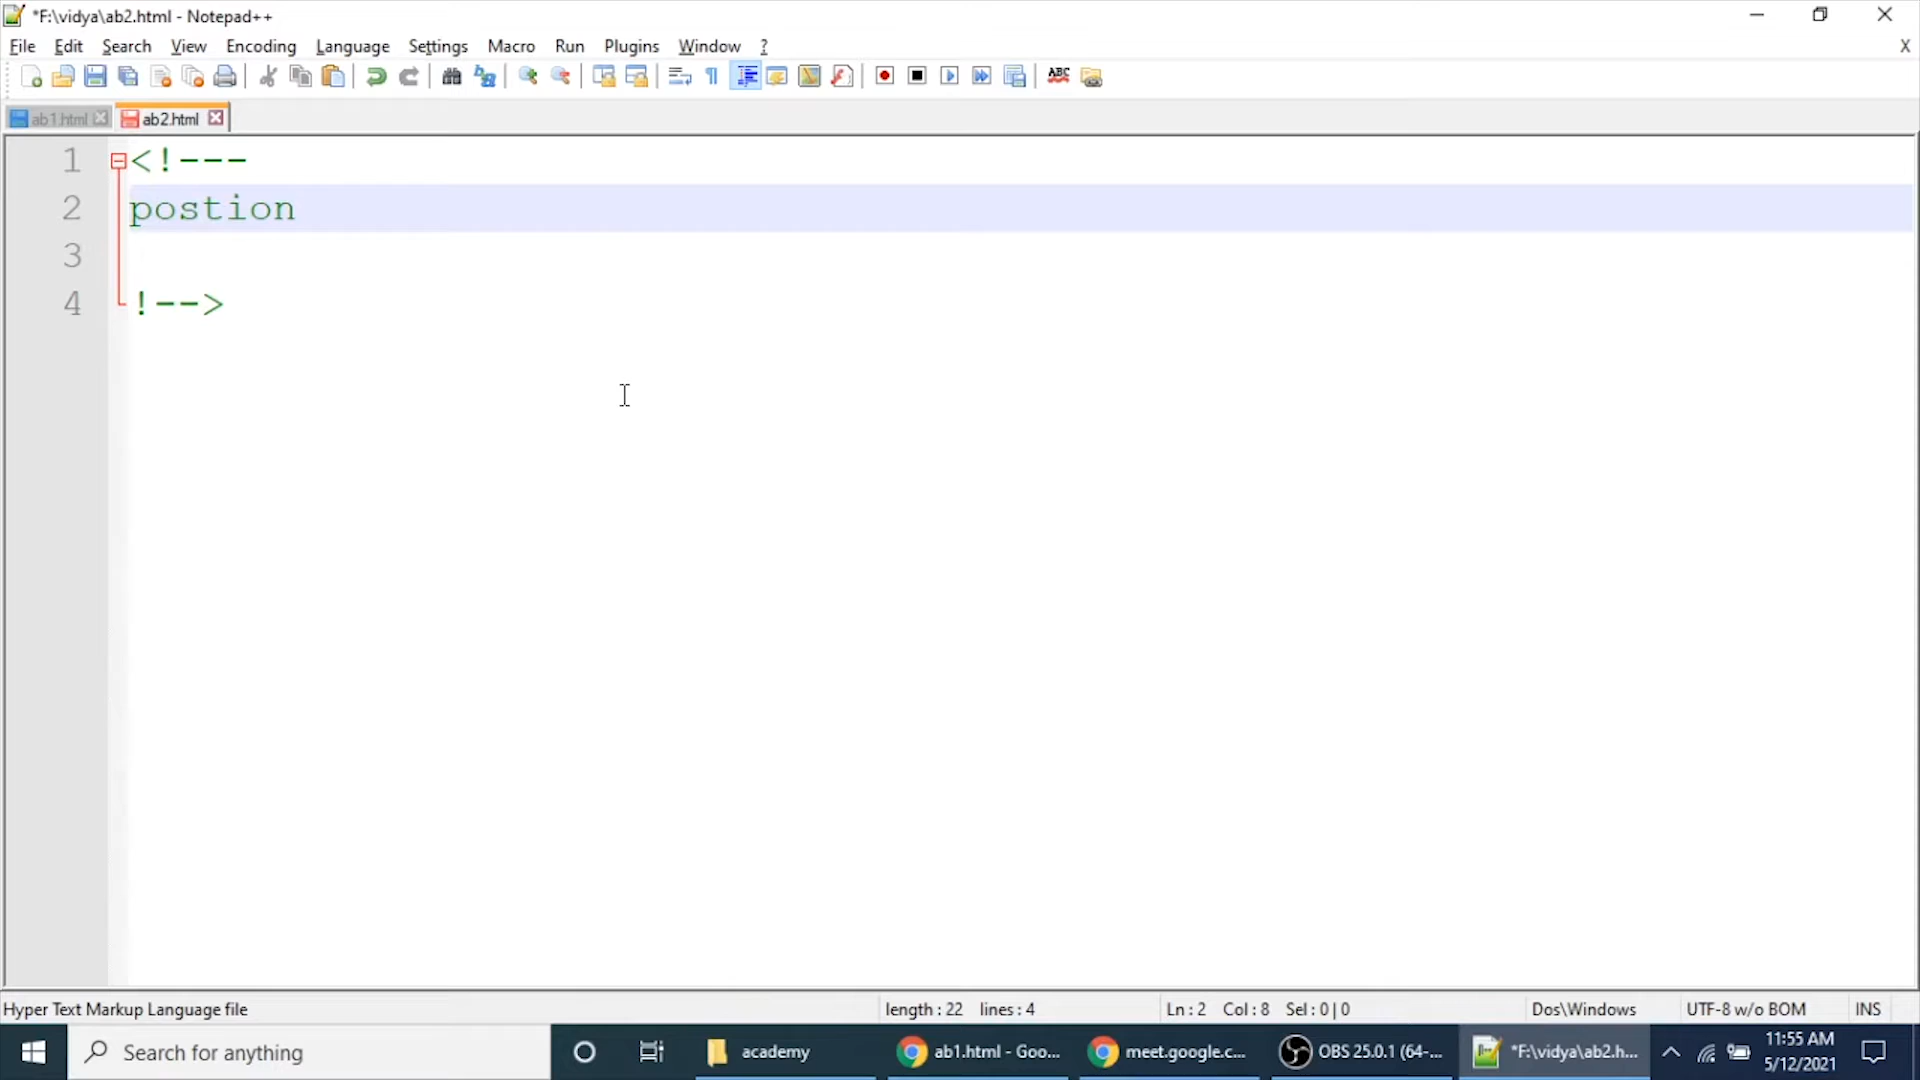 *F:\vidya\ab2.html - Notepad++
File Edit Search View Encoding Language Settings Macro Run Plugins Window ? X
ABC
ab1.html ab2.html
1 <!---
2 postion
3
4 !-->
Hyper Text Markup Language file length : 22 lines : 4 Ln : 2 Col : 8 Sel : 0 | 0 Dos\Windows UTF-8 w/o BOM INS
Search for anything academy ab1.html - Goo... meet.google.c... OBS 25.0.1 (64-... *F:\vidya\ab2.h... 11:55 AM
5/12/2021